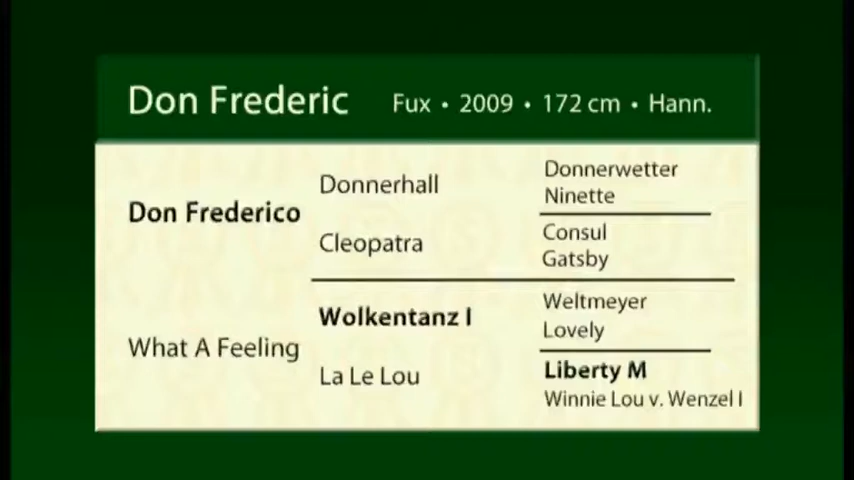 Don Frederic Fux • 2009 • 172 cm • Hann.
Don Frederico
What A Feeling
Donnerhall
Cleopatra
Wolkentanz I
La Le Lou
Donnerwetter
Ninette
Consul
Gatsby
Weltmeyer
Lovely
Liberty M
Winnie Lou v. Wenzel I